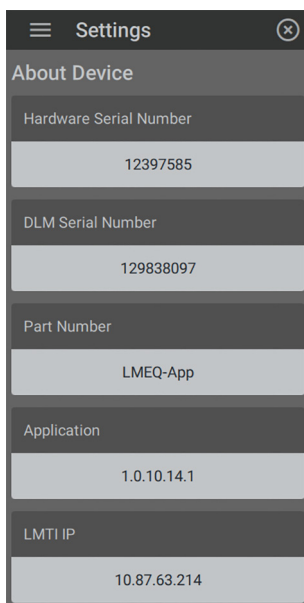 Settings
About Device
Hardware Serial Number
12397585
DLM Serial Number
129838097
Part Number
LMEQ-App
Application
1.0.10.14.1
LMTI IP
10.87.63.214